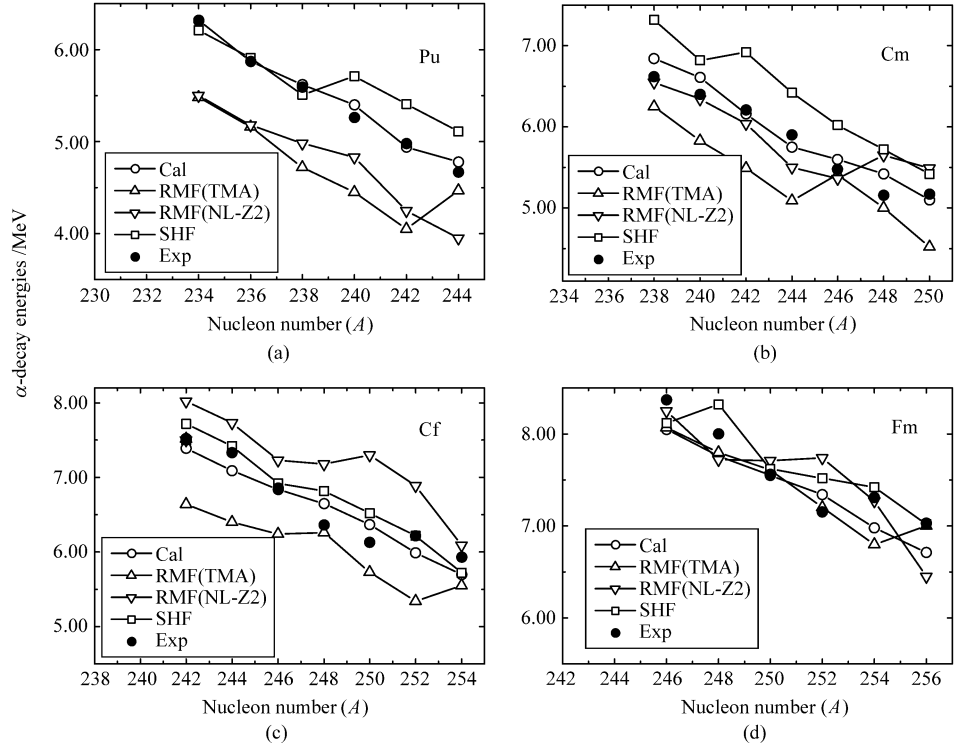 α-decay energies /MeV
6.00
5.00
4.00
Pu
Cal
RMF(TMA)
RMF(NL-Z2)
SHF
Exp
230 232 234 236 238 240 242 244
Nucleon number (A)
(a)
7.00
6.00
5.00
Cm
Cal
RMF(TMA)
RMF(NL-Z2)
SHF
Exp
234 236 238 240 242 244 246 248 250
Nucleon number (A)
(b)
8.00
7.00
6.00
5.00
Cf
Cal
RMF(TMA)
RMF(NL-Z2)
SHF
Exp
238 240 242 244 246 248 250 252 254
Nucleon number (A)
(c)
8.00
7.00
6.00
Fm
Cal
RMF(TMA)
RMF(NL-Z2)
SHF
Exp
242 244 246 248 250 252 254 256
Nucleon number (A)
(d)